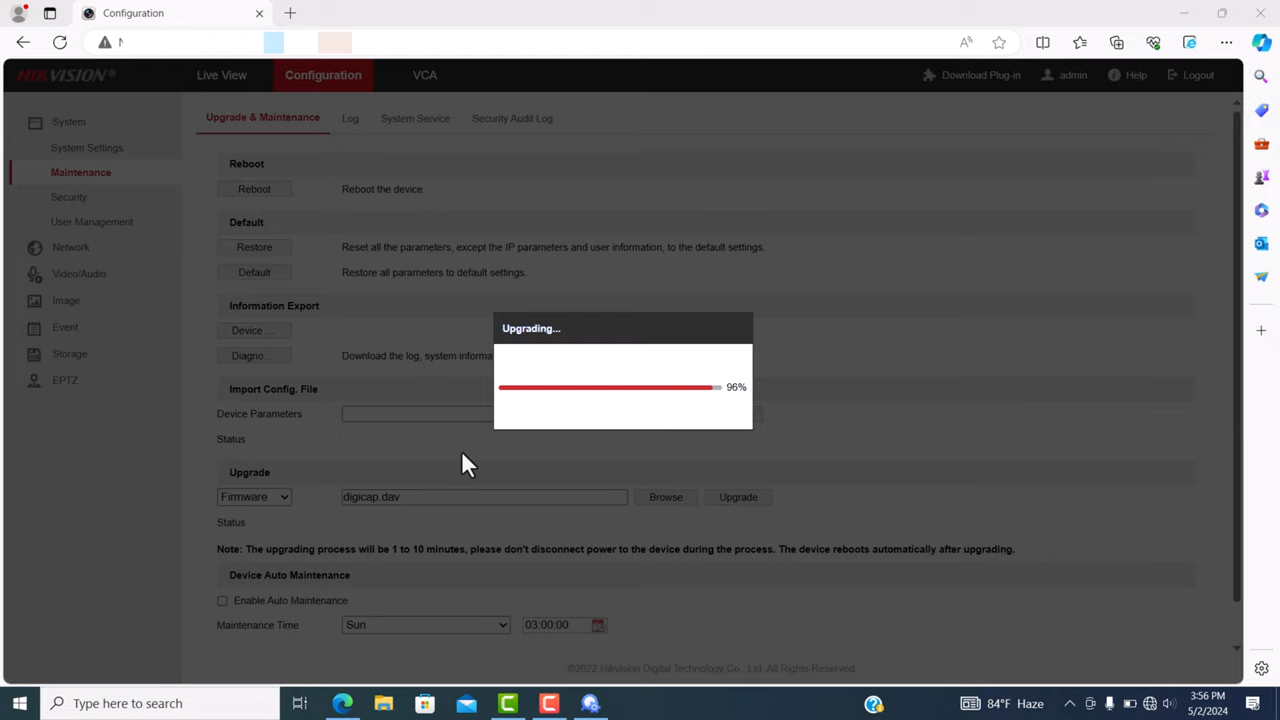 Configuration
HIKVISION®
Live View
Configuration
VCA
Download Plug-in
admin
Help
Logout
System
System Settings
Maintenance
Security
User Management
Network
Video/Audio
Image
Event
Storage
EPTZ
Upgrade & Maintenance
Log
System Service
Security Audit Log
Reboot
Reboot
Reboot the device.
Default
Restore
Reset all the parameters, except the IP parameters and user information, to the default settings.
Default
Restore all parameters to default settings.
Information Export
Device ...
Diagno...
Download the log, system informa
Import Config. File
Device Parameters
Status
Upgrading...
96%
Upgrade
Firmware
digicap.dav
Browse
Upgrade
Status
Note: The upgrading process will be 1 to 10 minutes, please don't disconnect power to the device during the process. The device reboots automatically after upgrading.
Device Auto Maintenance
Enable Auto Maintenance
Maintenance Time
Sun
03:00:00
©2022 Hikvision Digital Technology Co., Ltd. All Rights Reserved.
Type here to search
84°F Haze
3:56 PM
5/2/2024